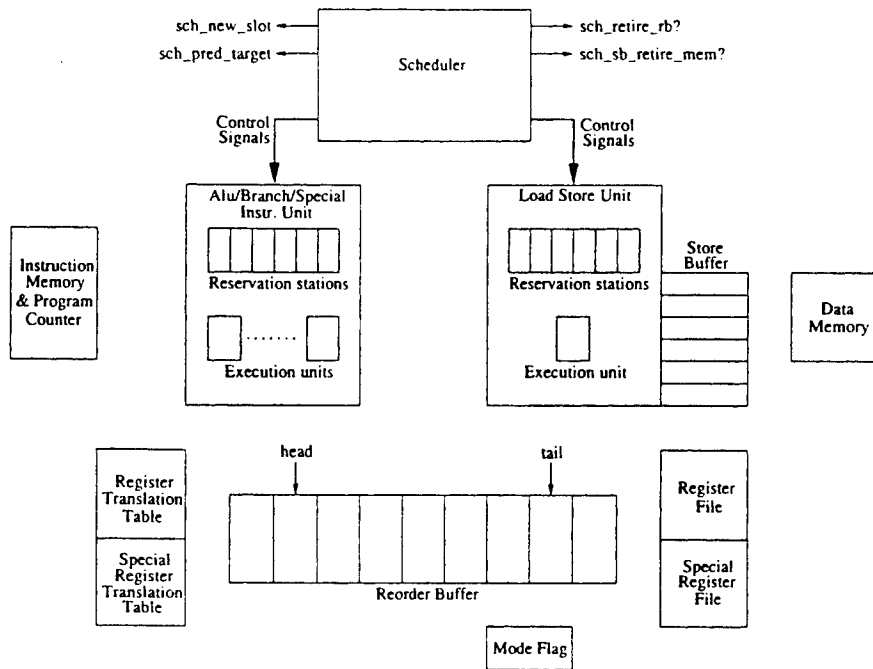 sch_new_slot
sch_retire_rb?
sch_pred_target
sch_sb_retire_mem?
Scheduler
Control
Signals
Control
Signals
Alu/Branch/Special
Instr. Unit
Load Store Unit
Store
Buffer
Instruction
Memory
& Program
Counter
Reservation stations
Reservation stations
Data
Memory
Execution units
Execution unit
head
tail
Register
Translation
Table
Register
File
Special
Register
Translation
Table
Special
Register
File
Reorder Buffer
Mode Flag